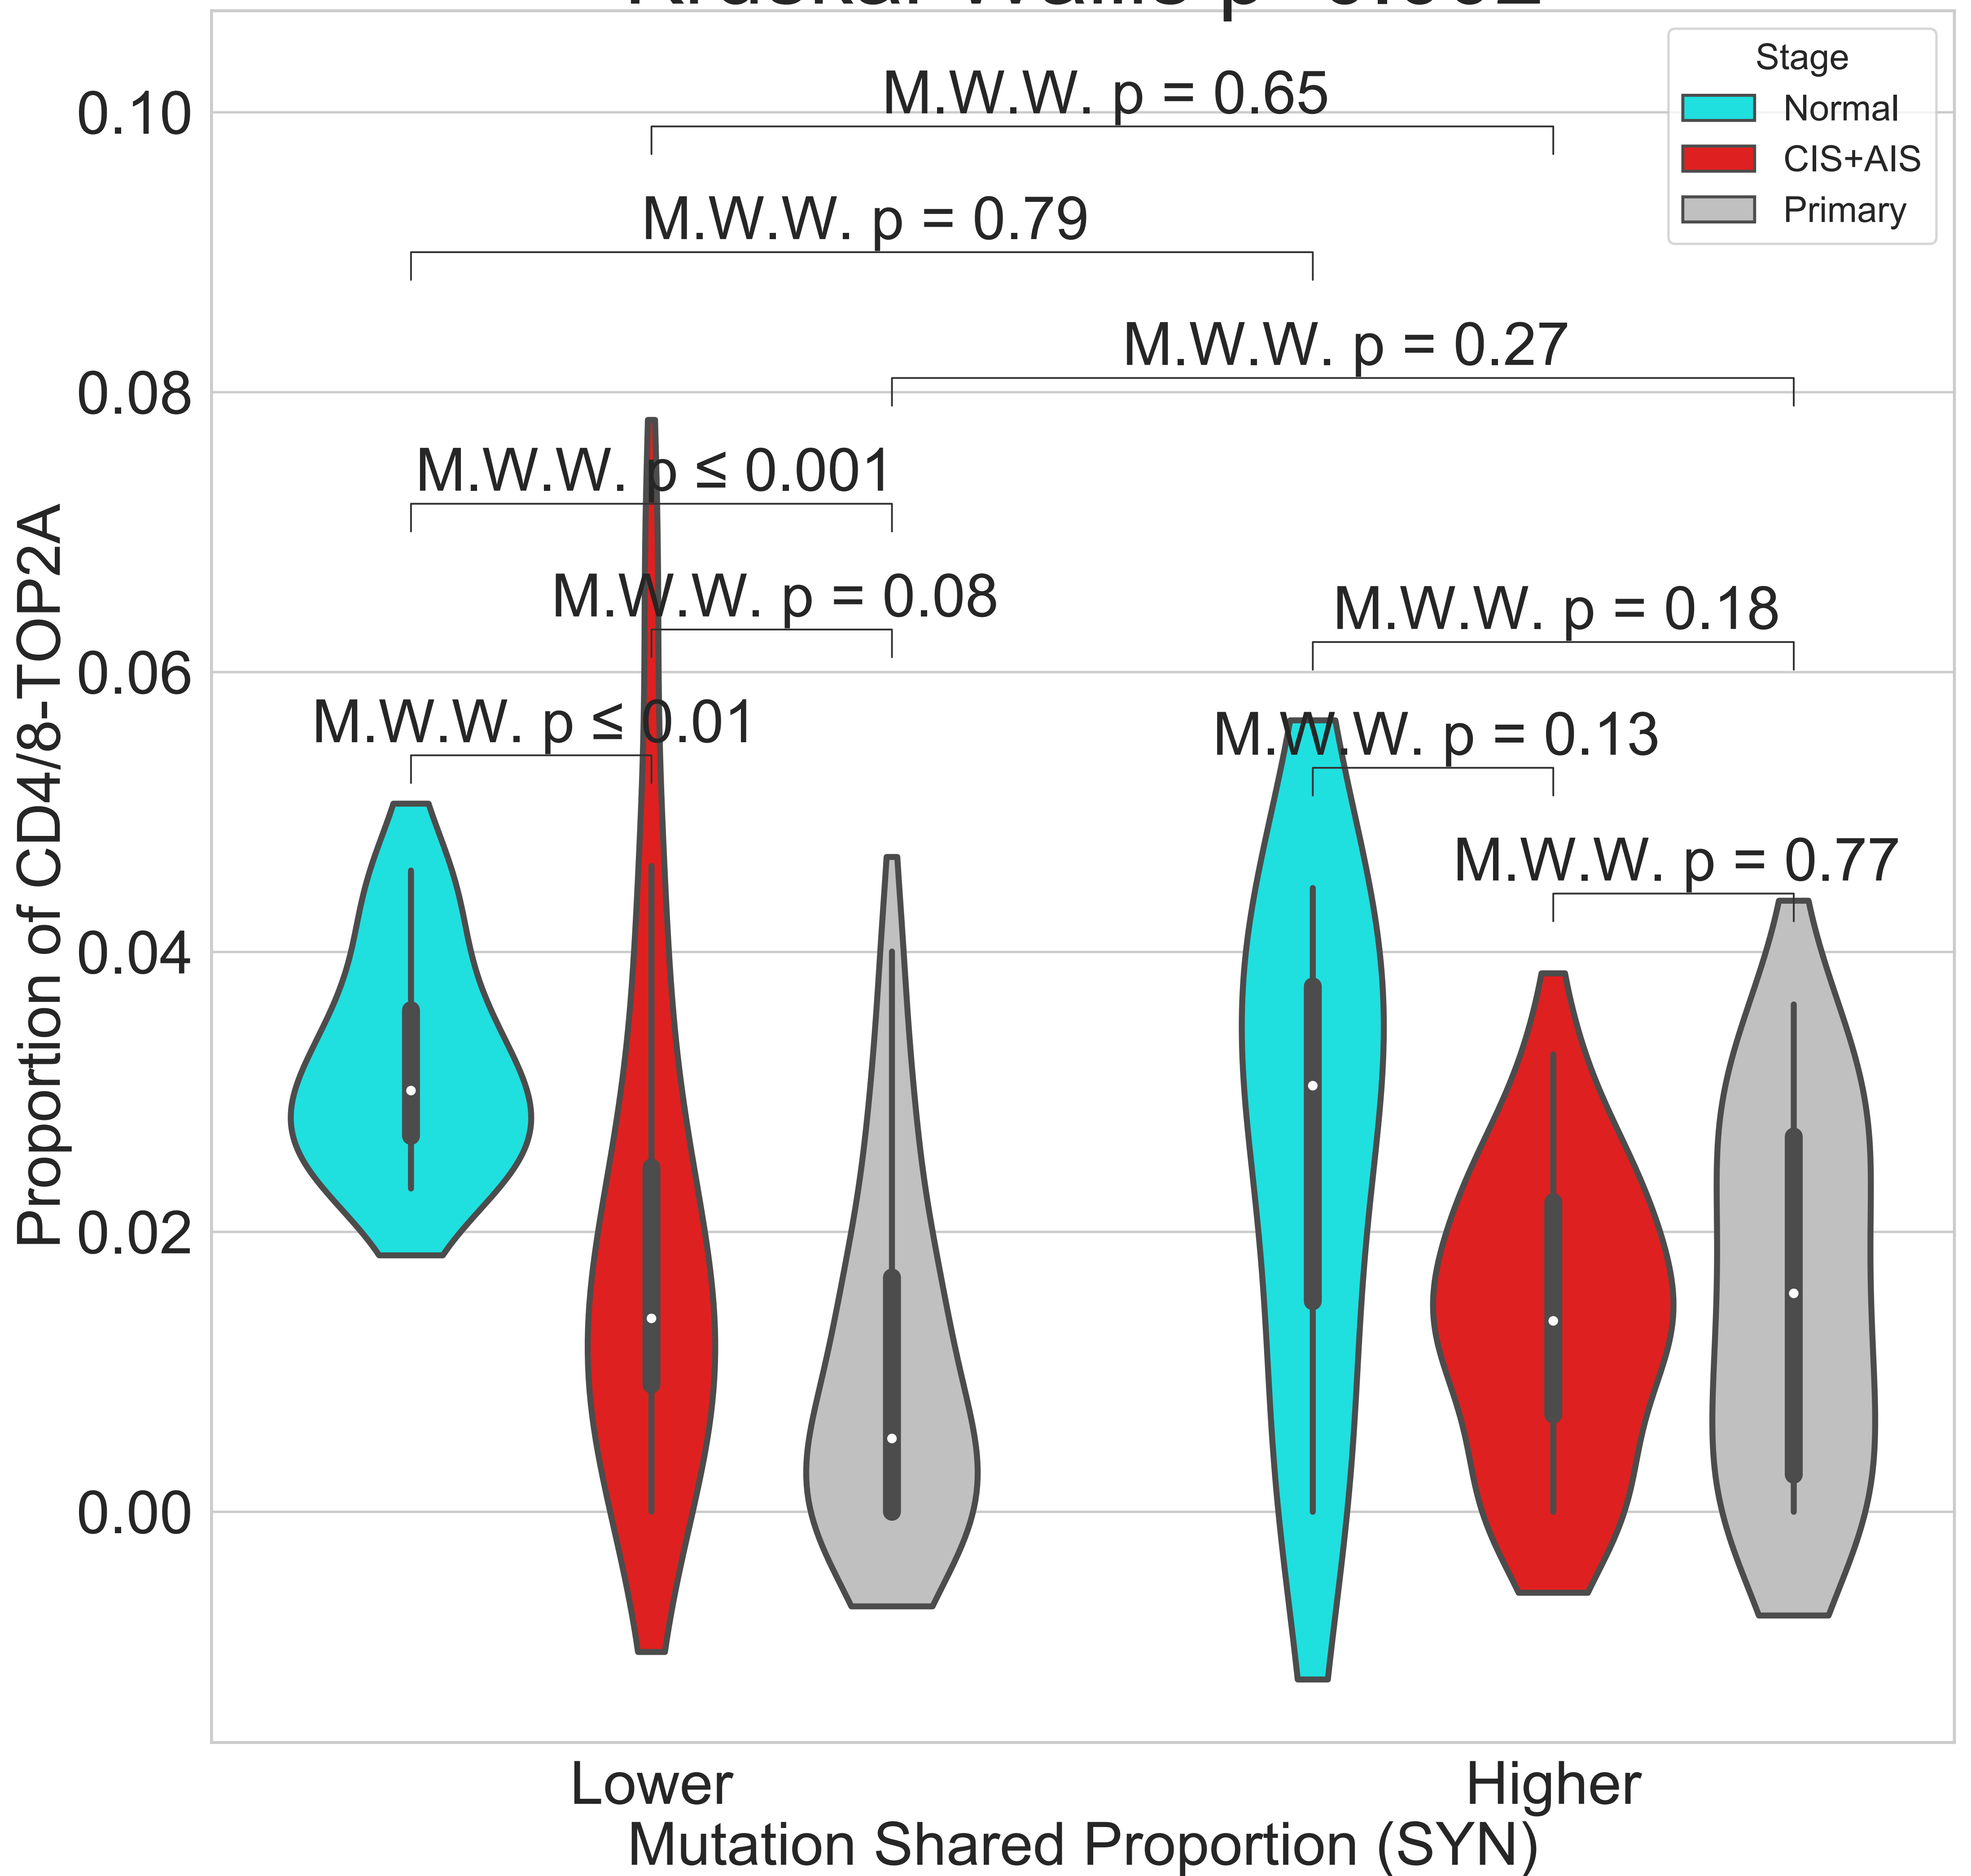 Stage
Normal
CIS+AIS
Primary
M.W.W. p = 0.65
M.W.W. p = 0.79
M.W.W. p = 0.27
M.W.W. p ≤ 0.001
M.W.W. p = 0.08
M.W.W. p = 0.18
M.W.W. p ≤ 0.01
M.W.W. p = 0.13
M.W.W. p = 0.77
0.10
0.08
0.06
0.04
0.02
0.00
Proportion of CD4/8-TOP2A
Lower
Higher
Mutation Shared Proportion (SYN)